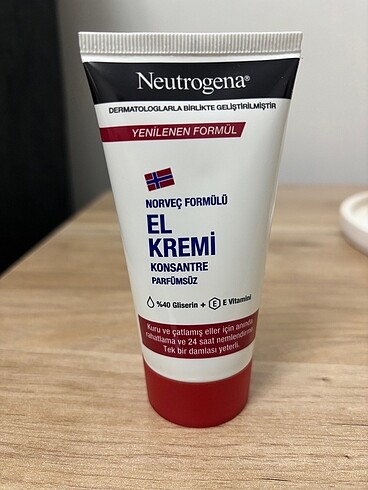 Neutrogena®
DERMATOLOGLARLA BİRLİKTE GELİŞTİRİLMİŞTİR
YENİLENEN FORMÜL
NORVEÇ FORMÜLÜ
EL
KREMİ
KONSANTRE
PARFÜMSÜZ
%40 Gliserin + E E Vitamini
Kuru ve çatlamış eller için anında
rahatlama ve 24 saat nemlendirme.
Tek bir damlası yeterli.